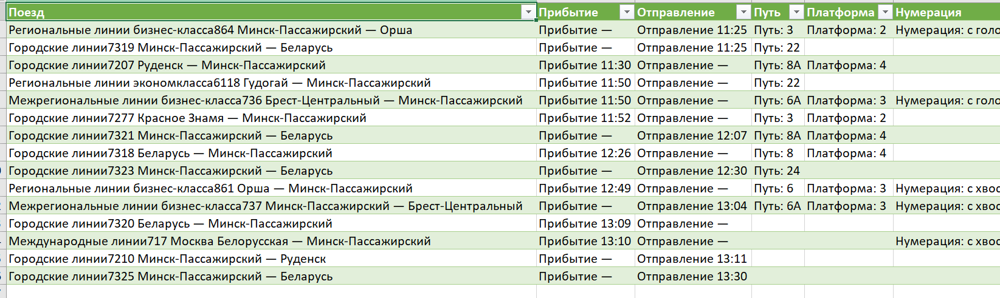 Поезд Прибытие Отправление Путь Платформа Нумерация
Региональные линии бизнес-класса864 Минск-Пассажирский — Орша Прибытие — Отправление 11:25 Путь: 3 Платформа: 2 Нумерация: с голо
Городские линии7319 Минск-Пассажирский — Беларусь Прибытие — Отправление 11:25 Путь: 22
Городские линии7207 Руденск — Минск-Пассажирский Прибытие 11:30 Отправление — Путь: 8А Платформа: 4
Региональные линии экономкласса6118 Гудогай — Минск-Пассажирский Прибытие 11:50 Отправление — Путь: 22
Межрегиональные линии бизнес-класса736 Брест-Центральный — Минск-Пассажирский Прибытие 11:50 Отправление — Путь: 6А Платформа: 3 Нумерация: с голо
Городские линии7277 Красное Знамя — Минск-Пассажирский Прибытие 11:52 Отправление — Путь: 3 Платформа: 2
Городские линии7321 Минск-Пассажирский — Беларусь Прибытие — Отправление 12:07 Путь: 8А Платформа: 4
Городские линии7318 Беларусь — Минск-Пассажирский Прибытие 12:26 Отправление — Путь: 8 Платформа: 4
Городские линии7323 Минск-Пассажирский — Беларусь Прибытие — Отправление 12:30 Путь: 24
Региональные линии бизнес-класса861 Орша — Минск-Пассажирский Прибытие 12:49 Отправление — Путь: 6 Платформа: 3 Нумерация: с хвос
Межрегиональные линии бизнес-класса737 Минск-Пассажирский — Брест-Центральный Прибытие — Отправление 13:04 Путь: 6А Платформа: 3 Нумерация: с хвос
Городские линии7320 Беларусь — Минск-Пассажирский Прибытие 13:09 Отправление —
Международные линии717 Москва Белорусская — Минск-Пассажирский Прибытие 13:10 Отправление — Нумерация: с хвос
Городские линии7210 Минск-Пассажирский — Руденск Прибытие — Отправление 13:11
Городские линии7325 Минск-Пассажирский — Беларусь Прибытие — Отправление 13:30